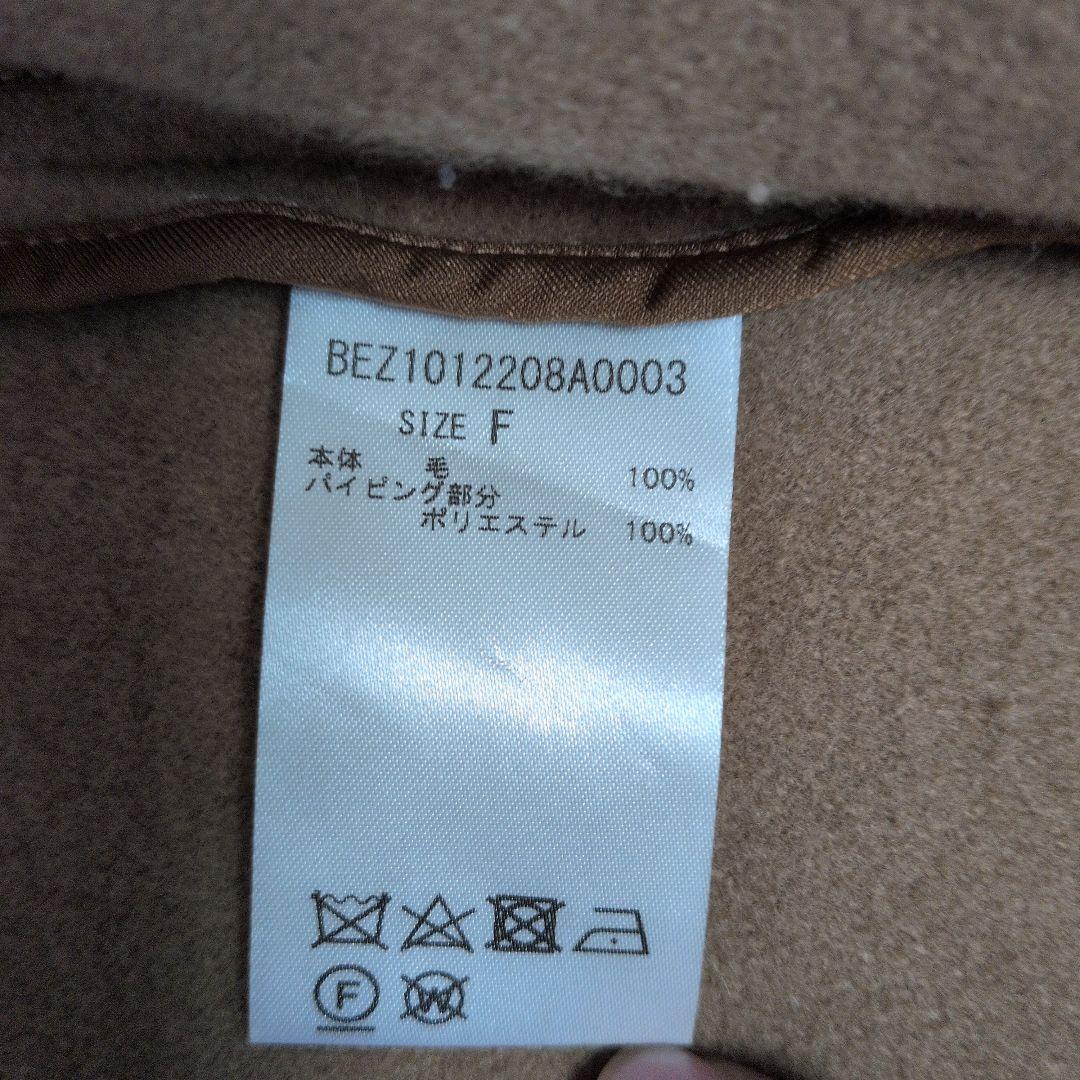 BEZ1012208A0003
SIZE F
本体 毛 100%
パイピング部分
ポリエステル 100%
F W